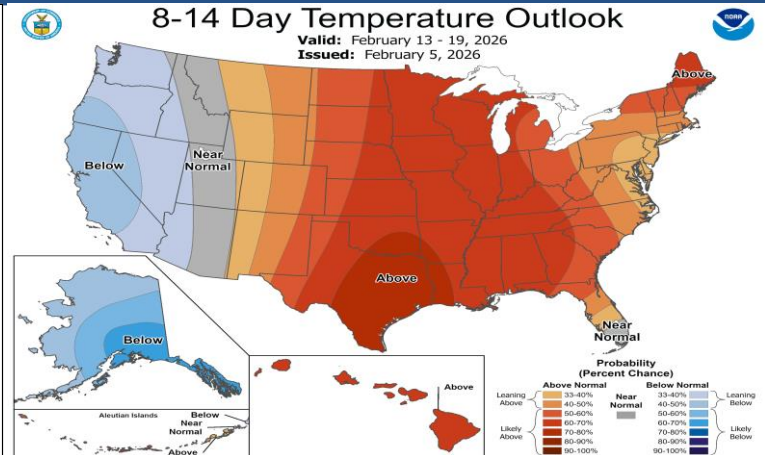 8-14 Day Temperature Outlook
Valid: February 13 - 19, 2026
Issued: February 5, 2026
NOAA
Above
Below
Near
Normal
Above
Near
Normal
Below
Above
Aleutian Islands
Below
Near
Normal
Above
Probability
(Percent Chance)
Above Normal
Near
Normal
Below Normal
Leaning
Above
33-40%
40-50%
33-40%
40-50%
Leaning
Below
Likely
Above
50-60%
60-70%
70-80%
80-90%
90-100%
50-60%
60-70%
70-80%
80-90%
90-100%
Likely
Below